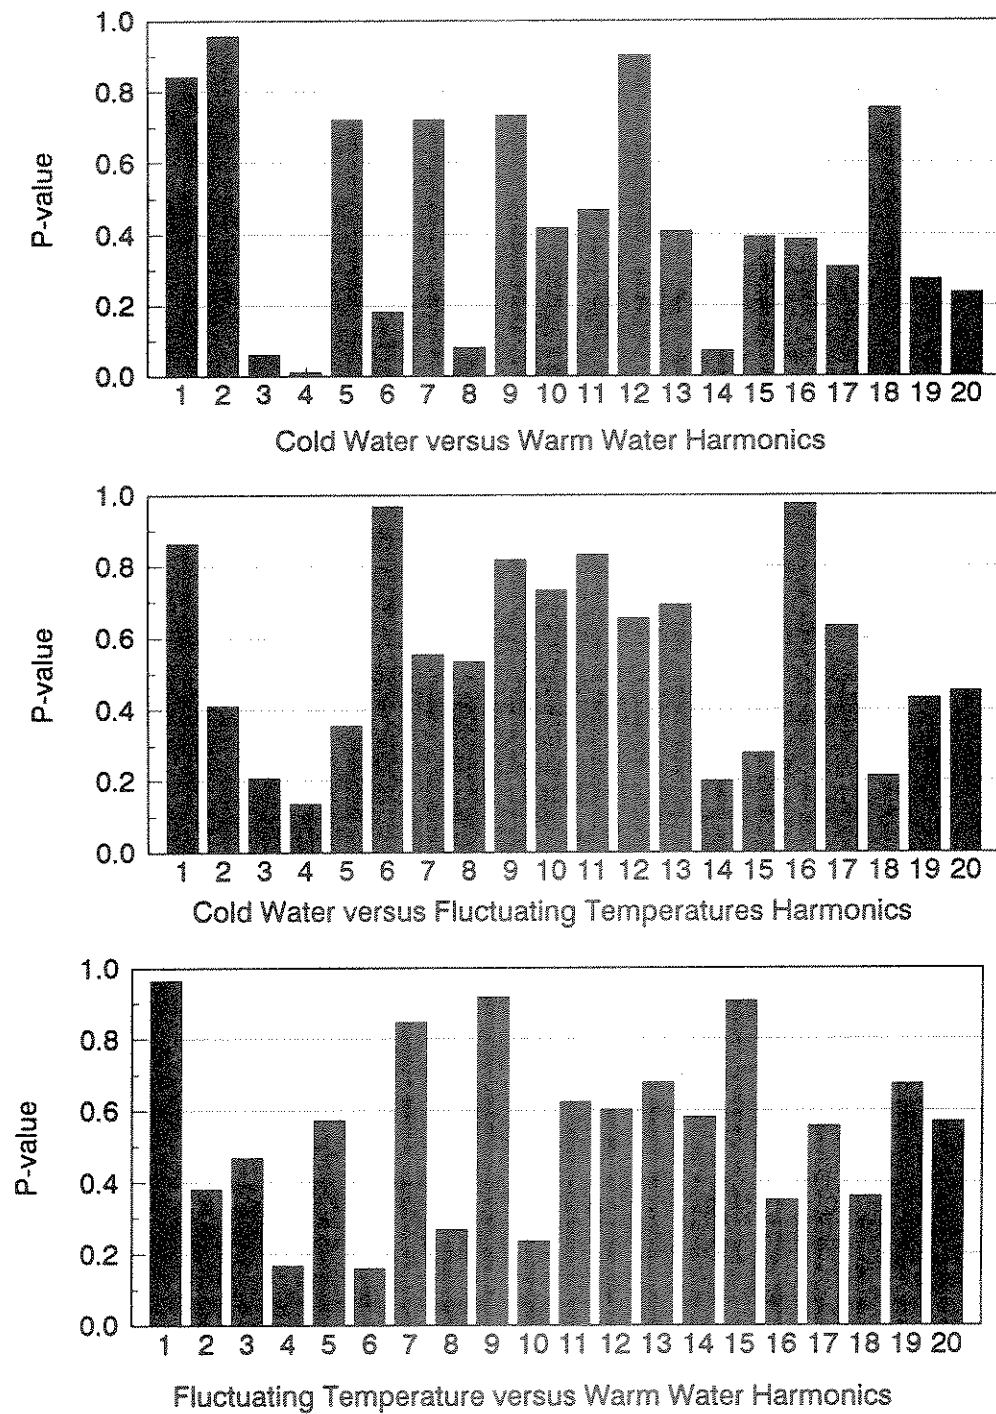 P-value
1.0
0.8
0.6
0.4
0.2
0.0
1 2 3 4 5 6 7 8 9 10 11 12 13 14 15 16 17 18 19 20
Cold Water versus Warm Water Harmonics
P-value
1.0
0.8
0.6
0.4
0.2
0.0
1 2 3 4 5 6 7 8 9 10 11 12 13 14 15 16 17 18 19 20
Cold Water versus Fluctuating Temperatures Harmonics
P-value
1.0
0.8
0.6
0.4
0.2
0.0
1 2 3 4 5 6 7 8 9 10 11 12 13 14 15 16 17 18 19 20
Fluctuating Temperature versus Warm Water Harmonics